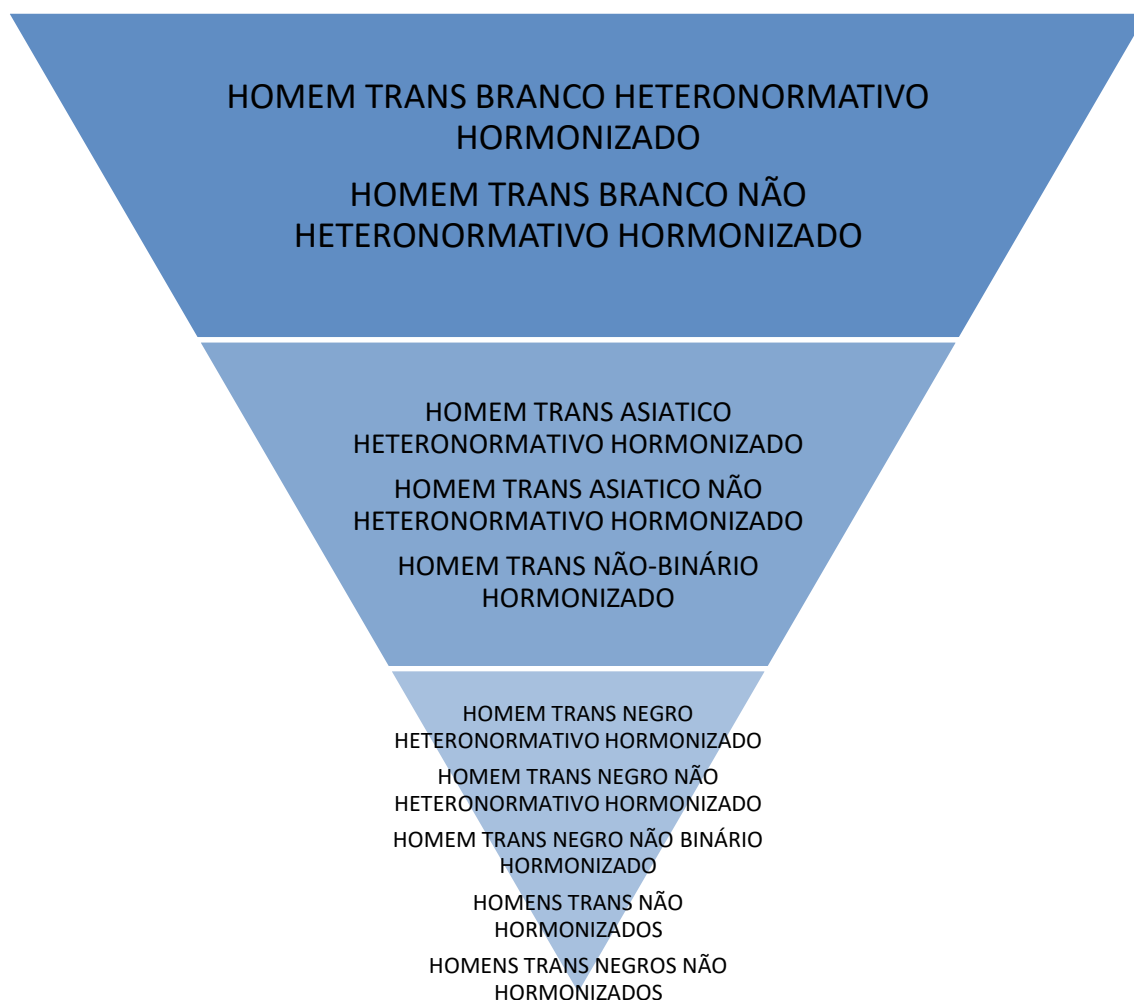 HOMEM TRANS BRANCO HETERONORMATIVO
HORMONIZADO
HOMEM TRANS BRANCO NÃO
HETERONORMATIVO HORMONIZADO
HOMEM TRANS ASIATICO
HETERONORMATIVO HORMONIZADO
HOMEM TRANS ASIATICO NÃO
HETERONORMATIVO HORMONIZADO
HOMEM TRANS NÃO-BINÁRIO
HORMONIZADO
HOMEM TRANS NEGRO
HETERONORMATIVO HORMONIZADO
HOMEM TRANS NEGRO NÃO
HETERONORMATIVO HORMONIZADO
HOMEM TRANS NEGRO NÃO BINÁRIO
HORMONIZADO
HOMENS TRANS NÃO
HORMONIZADOS
HOMENS TRANS NEGROS NÃO
HORMONIZADOS